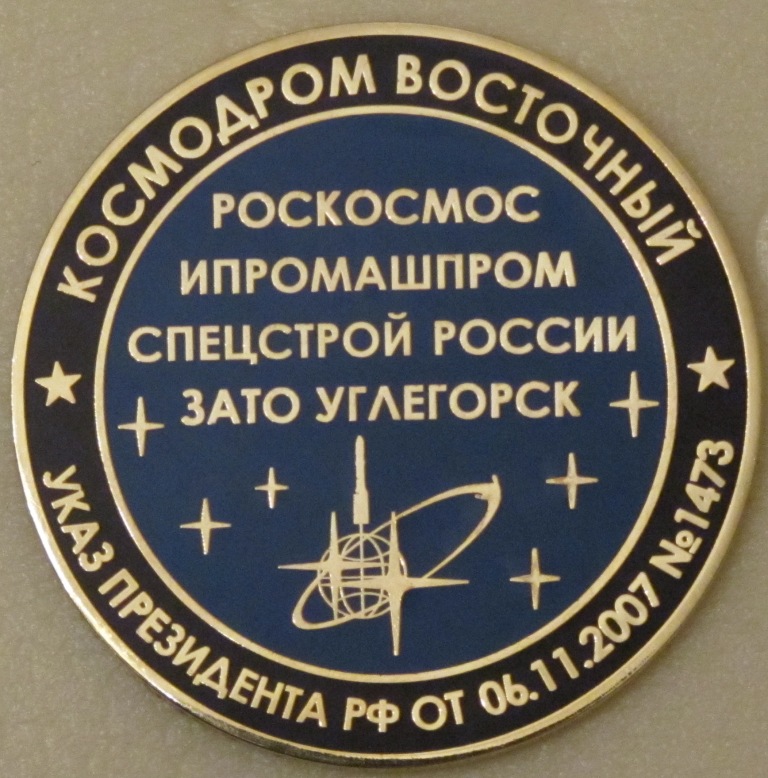 КОСМОДРОМ ВОСТОЧНЫЙ
РОСКОСМОС
ИПРОМАШПРОМ
СПЕЦСТРОЙ РОССИИ
ЗАТО УГЛЕГОРСК
УКАЗ ПРЕЗИДЕНТА РФ ОТ 06.11.2007 №1473